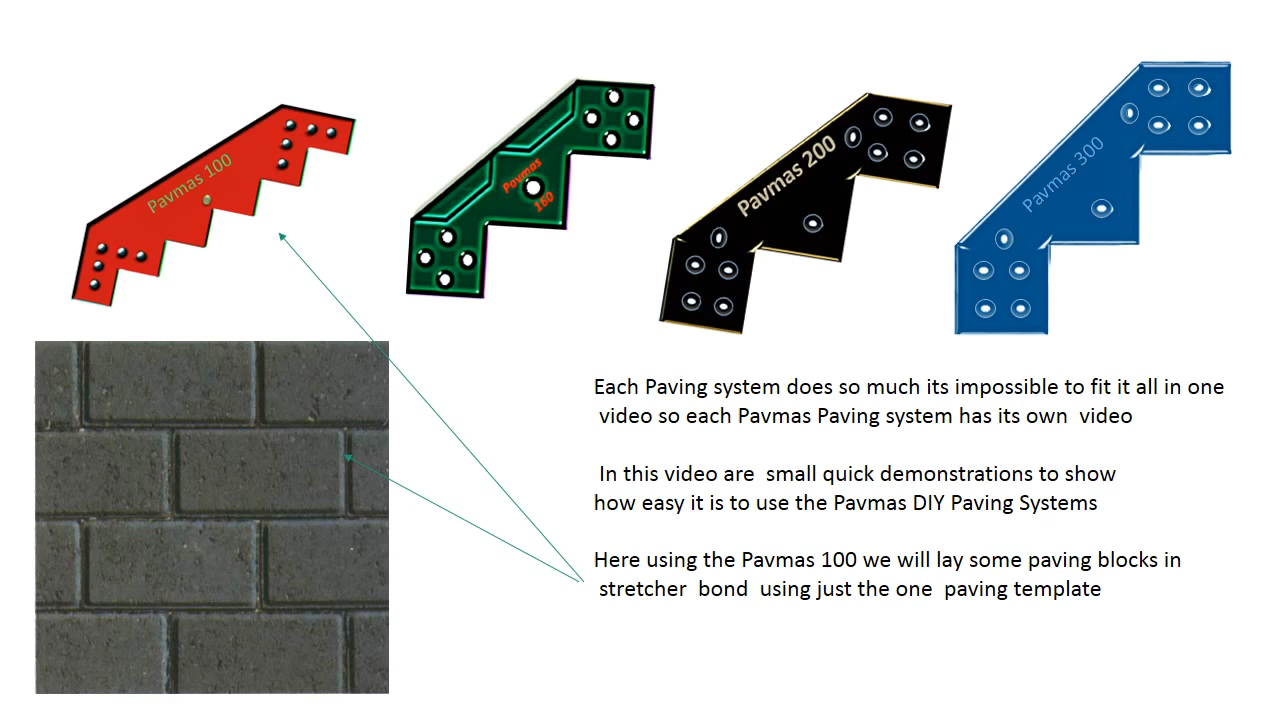 Pavmas 100
Pavmas
160
Pavmas 200
Pavmas 300
Each Paving system does so much its impossible to fit it all in one
video so each Pavmas Paving system has its own video
In this video are small quick demonstrations to show
how easy it is to use the Pavmas DIY Paving Systems
Here using the Pavmas 100 we will lay some paving blocks in
stretcher bond using just the one paving template